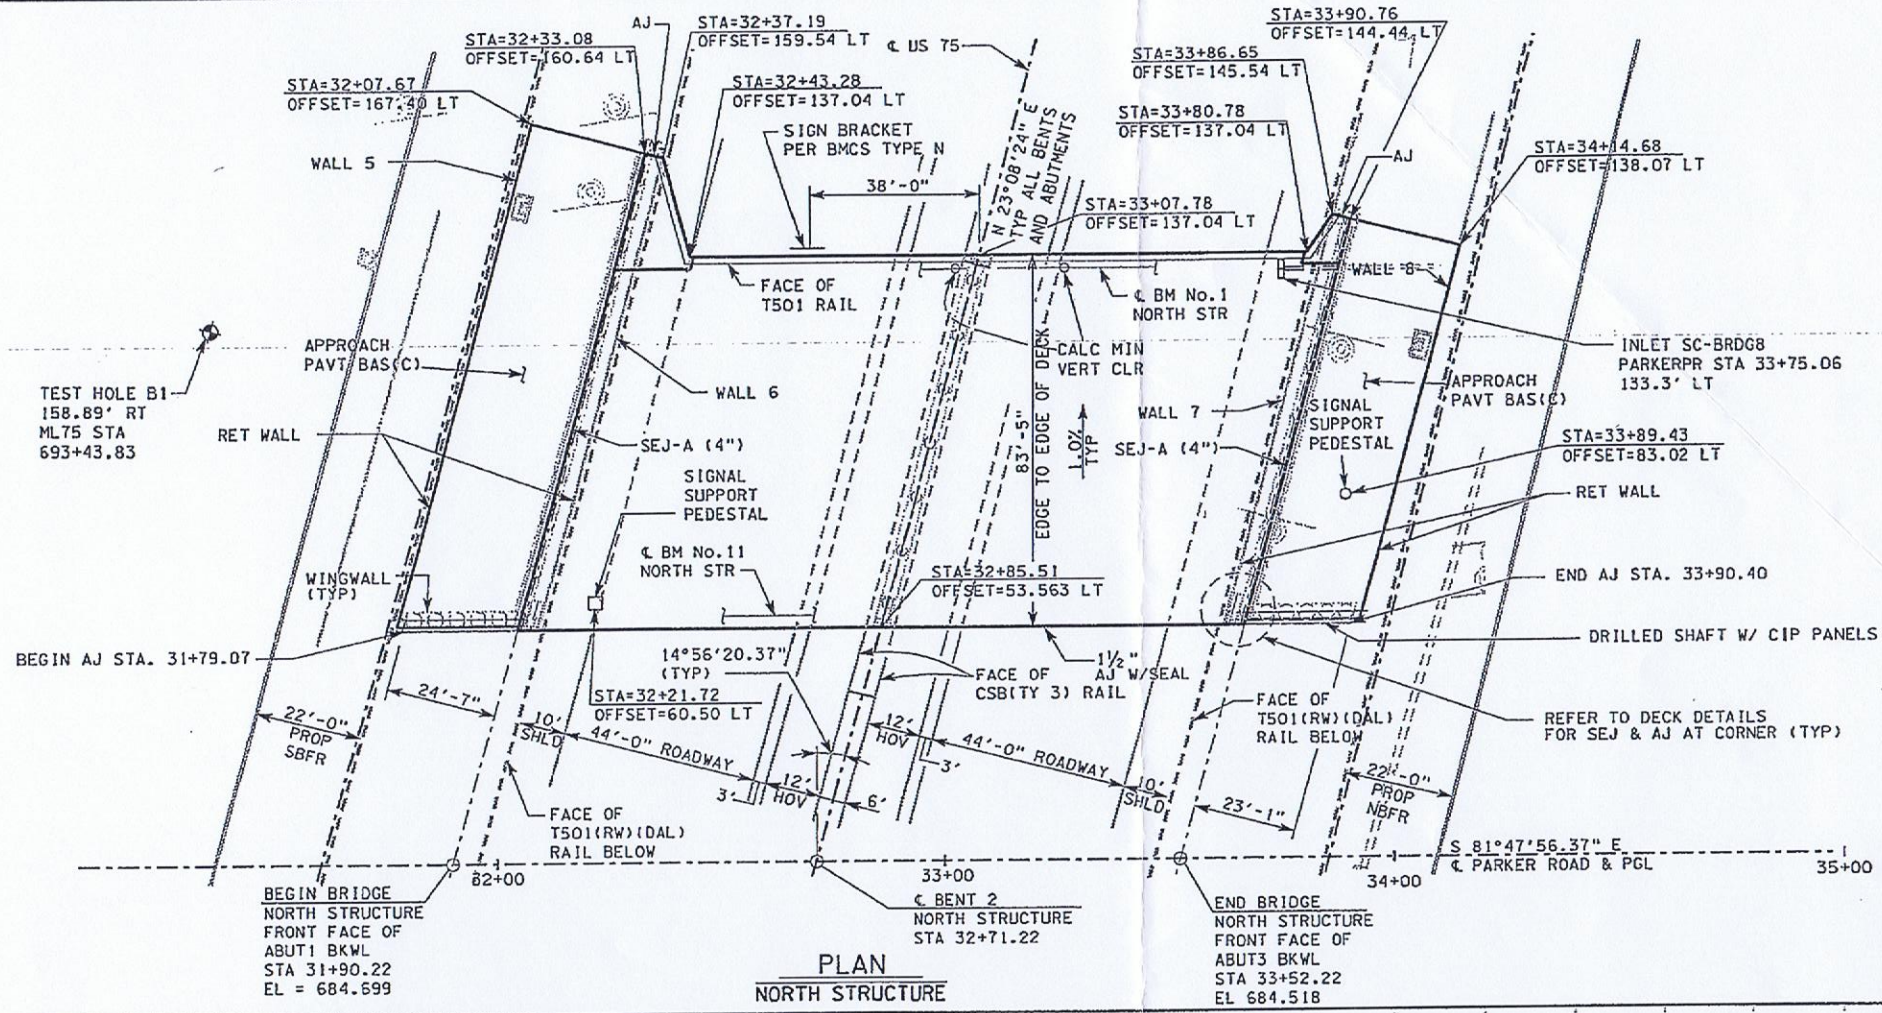 AJ
STA=32+37.19
OFFSET=159.54 LT
STA=32+33.08
OFFSET=160.64 LT
℄ US 75
STA=33+90.76
OFFSET=144.44 LT
STA=33+86.65
OFFSET=145.54 LT
STA=32+07.67
OFFSET=167.40 LT
STA=32+43.28
OFFSET=137.04 LT
STA=33+80.78
OFFSET=137.04 LT
SIGN BRACKET
PER BMCS TYPE N
WALL 5
38'-0"
N 23°08'24" E
TYP ALL BENTS
AND ABUTMENTS
AJ
STA=34+14.68
OFFSET=138.07 LT
STA=33+07.78
OFFSET=137.04 LT
FACE OF
T501 RAIL
℄ BM No.1
NORTH STR
WALL 8
TEST HOLE B1
158.89' RT
ML75 STA
693+43.83
APPROACH
PAVT BAS(C)
CALC MIN
VERT CLR
INLET SC-BRDG8
PARKERPR STA 33+75.06
133.3' LT
WALL 6
83'-5"
EDGE TO EDGE OF DECK
1.0%
TYP
WALL 7
APPROACH
PAVT BAS(C)
RET WALL
SEJ-A (4")
SEJ-A (4")
SIGNAL
SUPPORT
PEDESTAL
STA=33+89.43
OFFSET=83.02 LT
SIGNAL
SUPPORT
PEDESTAL
RET WALL
℄ BM No.11
NORTH STR
WINGWALL
(TYP)
STA=32+85.51
OFFSET=53.563 LT
END AJ STA. 33+90.40
BEGIN AJ STA. 31+79.07
DRILLED SHAFT W/ CIP PANELS
14°56'20.37"
(TYP)
FACE OF
CSB(TY 3) RAIL
1½"
AJ W/SEAL
STA=32+21.72
OFFSET=60.50 LT
24'-7"
22'-0"
PROP
SBFR
10'
SHLD
44'-0" ROADWAY
3'
12'
HOV
6'
12'
HOV
3'
44'-0" ROADWAY
10'
SHLD
FACE OF
T501(RW)(DAL)
RAIL BELOW
REFER TO DECK DETAILS
FOR SEJ & AJ AT CORNER (TYP)
23'-1"
22'-0"
PROP
NBFR
FACE OF
T501(RW)(DAL)
RAIL BELOW
S 81°47'56.37" E
℄ PARKER ROAD & PGL
32+00
33+00
34+00
35+00
BEGIN BRIDGE
NORTH STRUCTURE
FRONT FACE OF
ABUT1 BKWL
STA 31+90.22
EL = 684.699
℄ BENT 2
NORTH STRUCTURE
STA 32+71.22
END BRIDGE
NORTH STRUCTURE
FRONT FACE OF
ABUT3 BKWL
STA 33+52.22
EL 684.518
PLAN
NORTH STRUCTURE